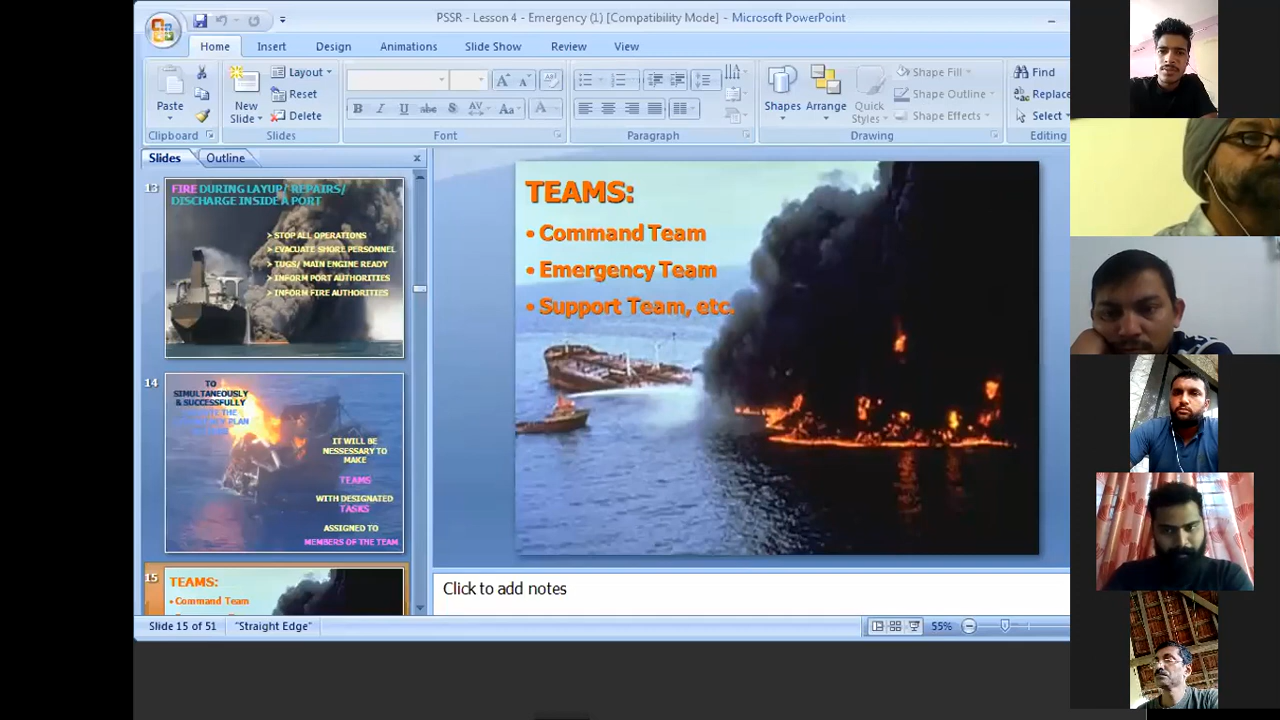 PSSR - Lesson 4 - Emergency (1) [Compatibility Mode] - Microsoft PowerPoint
Home Insert Design Animations Slide Show Review View
Paste
Clipboard
New
Slide
Layout
Reset
Delete
Slides
B I U abc S AV Aa A
Font
Paragraph
Shapes
Arrange
Quick
Styles
Shape Fill
Shape Outline
Shape Effects
Drawing
Find
Replace
Select
Editing
Slides Outline
13
FIRE DURING LAYUP/ REPAIRS/
DISCHARGE INSIDE A PORT
> STOP ALL OPERATIONS
> EVACUATE SHORE PERSONNEL
> TUGS/ MAIN ENGINE READY
> INFORM PORT AUTHORITIES
> INFORM FIRE AUTHORITIES
14
TO
SIMULTANEOUSLY
& SUCCESSFULLY
THE
PLAN
IT WILL BE
NESSESSARY TO
MAKE
TEAMS
WITH DESIGNATED
TASKS
ASSIGNED TO
MEMBERS OF THE TEAM
15
TEAMS:
• Command Team
TEAMS:
• Command Team
• Emergency Team
• Support Team, etc.
Click to add notes
Slide 15 of 51 "Straight Edge" 55%